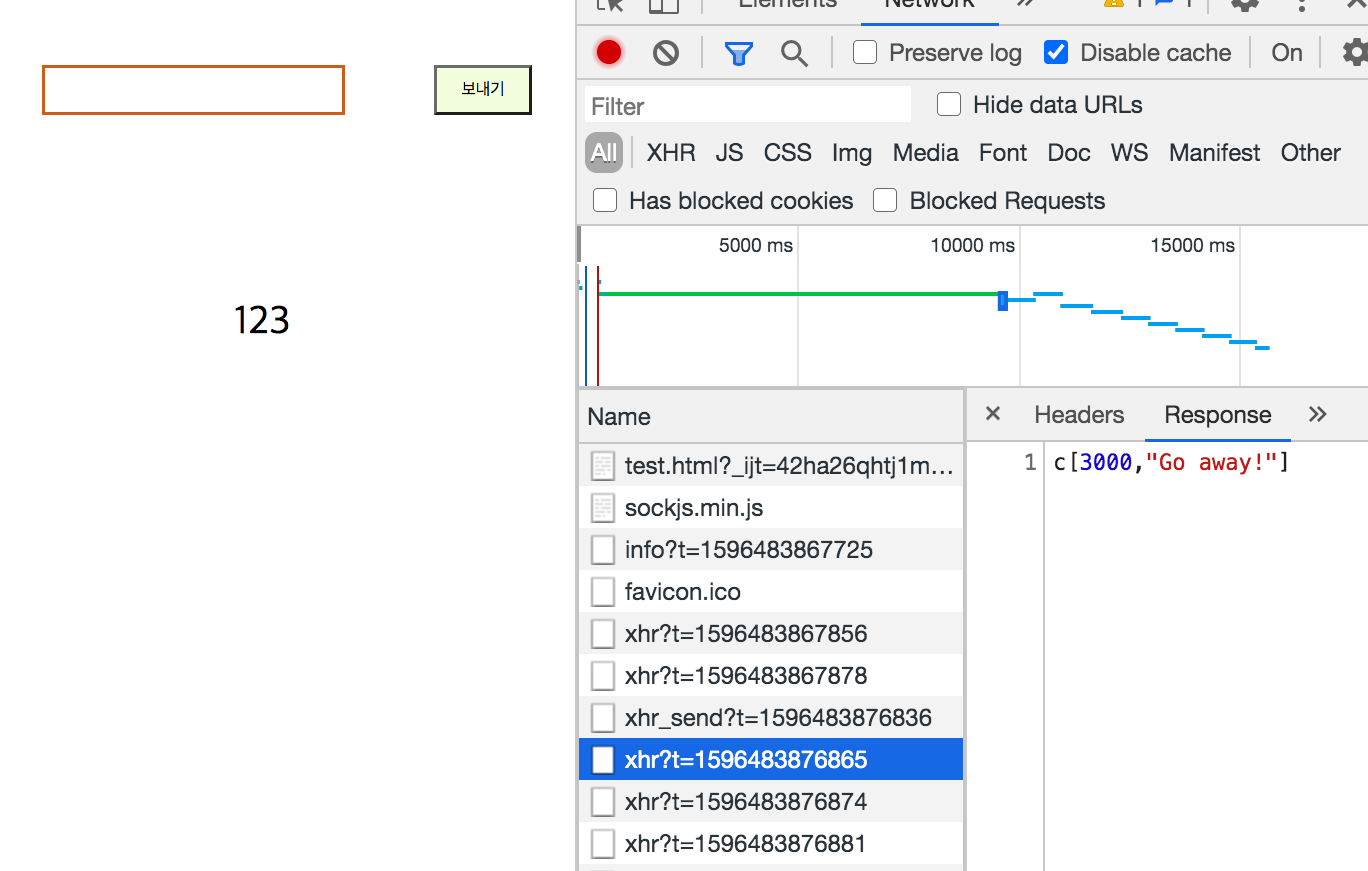 보내기
123
Elements
Network
1
1
Preserve log
Disable cache
On
Filter
Hide data URLs
All
XHR
JS
CSS
Img
Media
Font
Doc
WS
Manifest
Other
Has blocked cookies
Blocked Requests
5000 ms
10000 ms
15000 ms
Name
test.html?_ijt=42ha26qhtj1m…
sockjs.min.js
info?t=1596483867725
favicon.ico
xhr?t=1596483867856
xhr?t=1596483867878
xhr_send?t=1596483876836
xhr?t=1596483876865
xhr?t=1596483876874
xhr?t=1596483876881
Headers
Response
1 c[3000,"Go away!"]